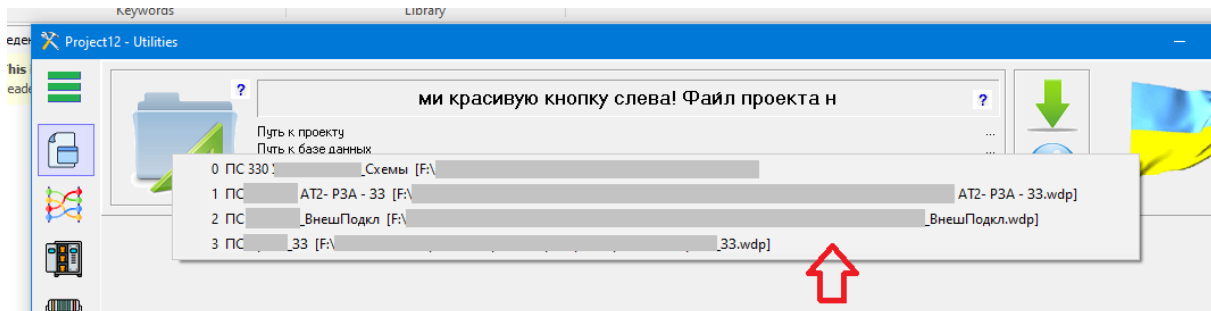 Keywords Library
Project12 - Utilities
?
ми красивую кнопку слева! Файл проекта н ?
Путь к проекту ...
Путь к базе данных ...
0 ПС 330 _Схемы [F:\
1 ПС АТ2- РЗА - 33 [F:\ АТ2- РЗА - 33.wdp]
2 ПС _ВнешПодкл [F:\ _ВнешПодкл.wdp]
3 ПС _33 [F:\ _33.wdp]